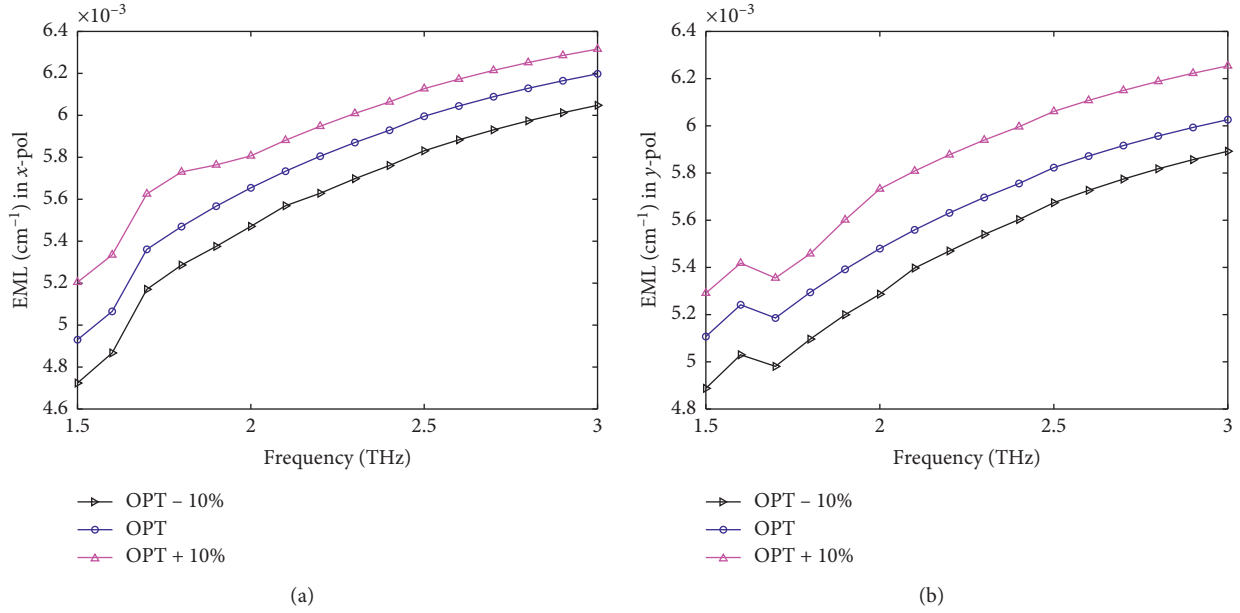 ×10⁻³
6.4
6.2
6
5.8
5.6
5.4
5.2
5
4.8
4.6
EML (cm⁻¹) in x-pol
1.5 2 2.5 3
Frequency (THz)
OPT – 10%
OPT
OPT + 10%
(a)
×10⁻³
6.4
6.2
6
5.8
5.6
5.4
5.2
5
4.8
EML (cm⁻¹) in y-pol
1.5 2 2.5 3
Frequency (THz)
OPT – 10%
OPT
OPT + 10%
(b)